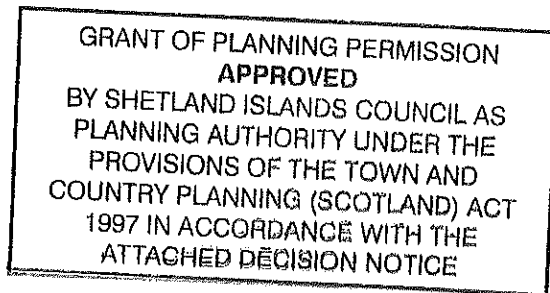 GRANT OF PLANNING PERMISSION
APPROVED
BY SHETLAND ISLANDS COUNCIL AS
PLANNING AUTHORITY UNDER THE
PROVISIONS OF THE TOWN AND
COUNTRY PLANNING (SCOTLAND) ACT
1997 IN ACCORDANCE WITH THE
ATTACHED DECISION NOTICE